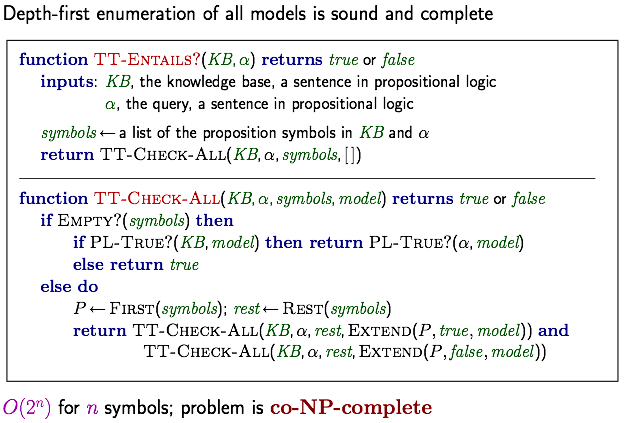 Depth-first enumeration of all models is sound and complete
function TT-Entails?(KB, α) returns true or false
inputs: KB, the knowledge base, a sentence in propositional logic
α, the query, a sentence in propositional logic
symbols ← a list of the proposition symbols in KB and α
return TT-Check-All(KB, α, symbols, [ ])
function TT-Check-All(KB, α, symbols, model) returns true or false
if Empty?(symbols) then
if PL-True?(KB, model) then return PL-True?(α, model)
else return true
else do
P ← First(symbols); rest ← Rest(symbols)
return TT-Check-All(KB, α, rest, Extend(P, true, model)) and
TT-Check-All(KB, α, rest, Extend(P, false, model))
O(2ⁿ) for n symbols; problem is co-NP-complete